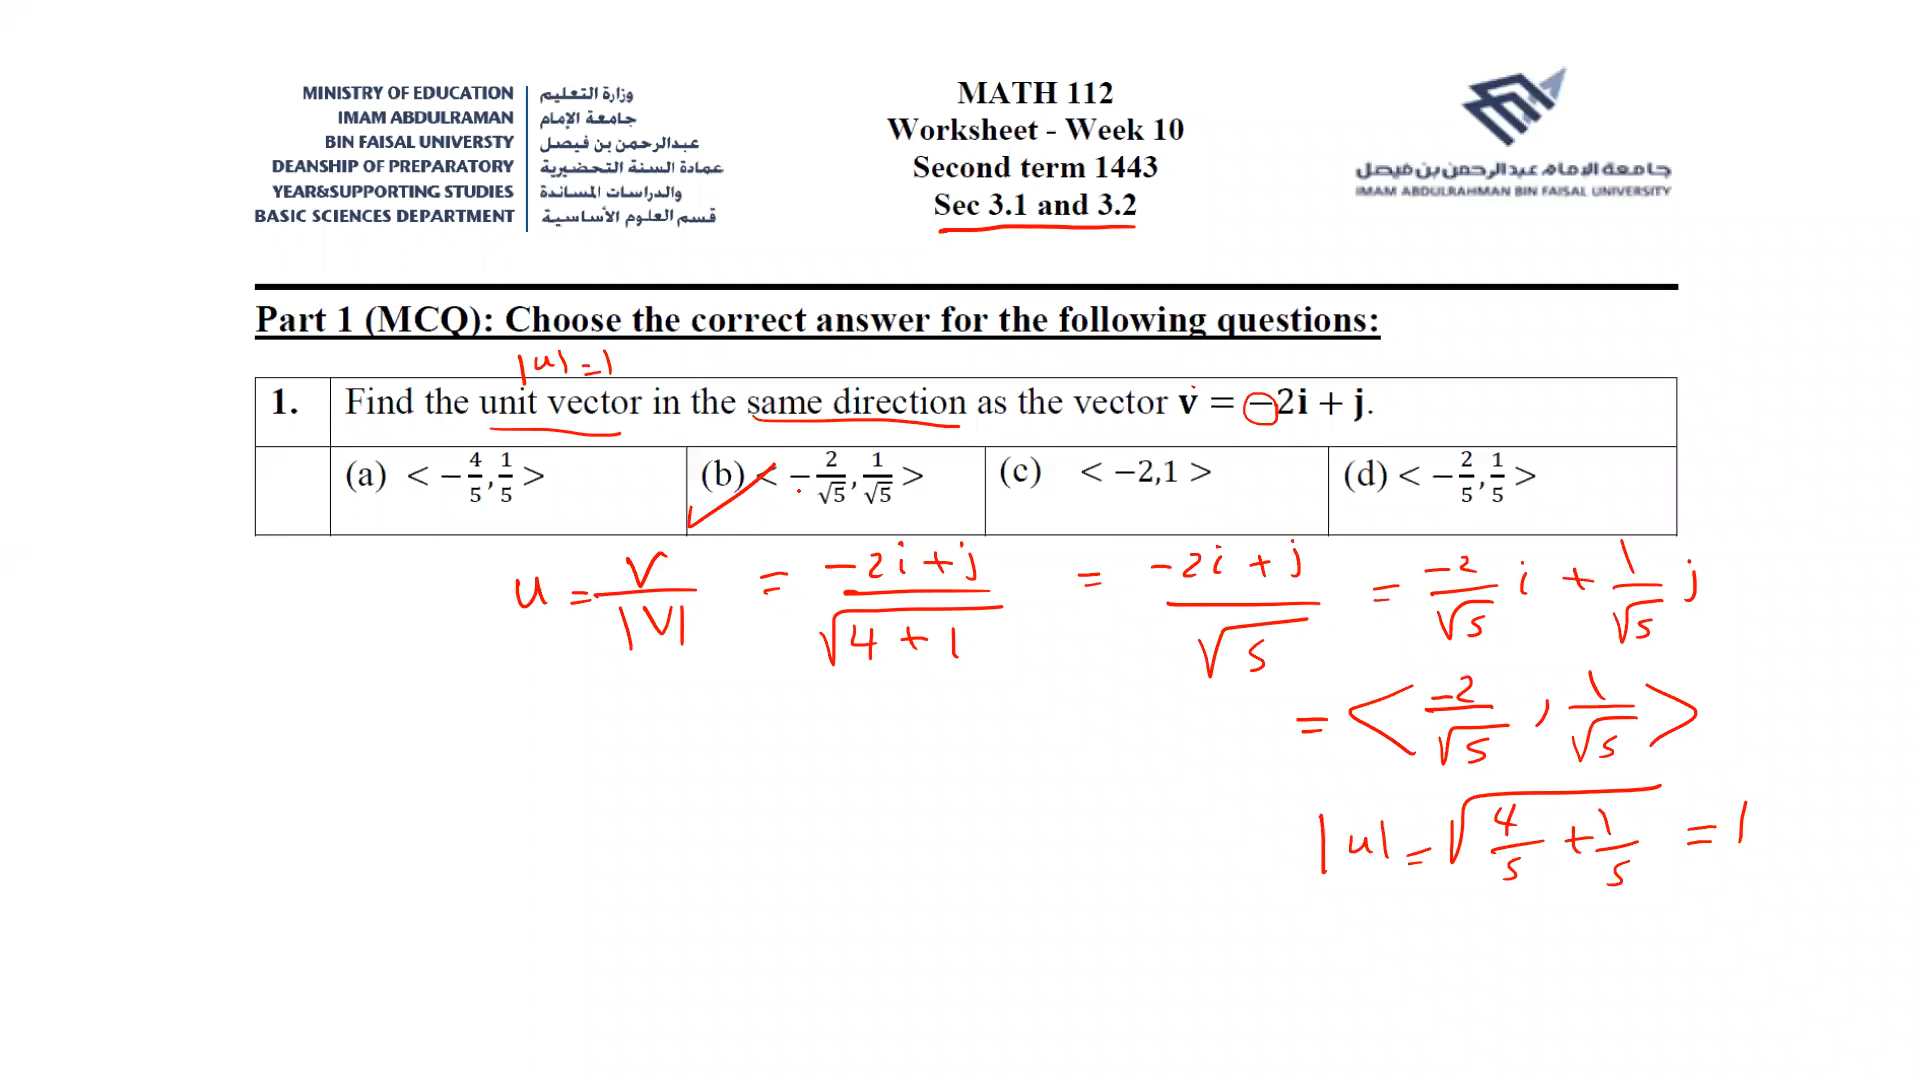 MINISTRY OF EDUCATION
IMAM ABDULRAMAN
BIN FAISAL UNIVERSTY
DEANSHIP OF PREPARATORY
YEAR&SUPPORTING STUDIES
BASIC SCIENCES DEPARTMENT
وزارة التعليم
جامعة الإمام
عبدالرحمن بن فيصل
عمادة السنة التحضيرية
والدراسات المساندة
قسم العلوم الأساسية
MATH 112
Worksheet - Week 10
Second term 1443
Sec 3.1 and 3.2
جامعة الإمام عبدالرحمن بن فيصل
IMAM ABDULRAHMAN BIN FAISAL UNIVERSITY
Part 1 (MCQ): Choose the correct answer for the following questions:
|u| = 1
1. Find the unit vector in the same direction as the vector v = −2i + j.
(a) < −4/5, 1/5 > (b) < −2/√5, 1/√5 > (c) < −2,1 > (d) < −2/5, 1/5 >
u = V/|V| = (-2i + j)/√(4 + 1) = (-2i + j)/√5 = -2/√5 i + 1/√5 j
= < -2/√5 , 1/√5 >
|u| = √(4/5 + 1/5) = 1